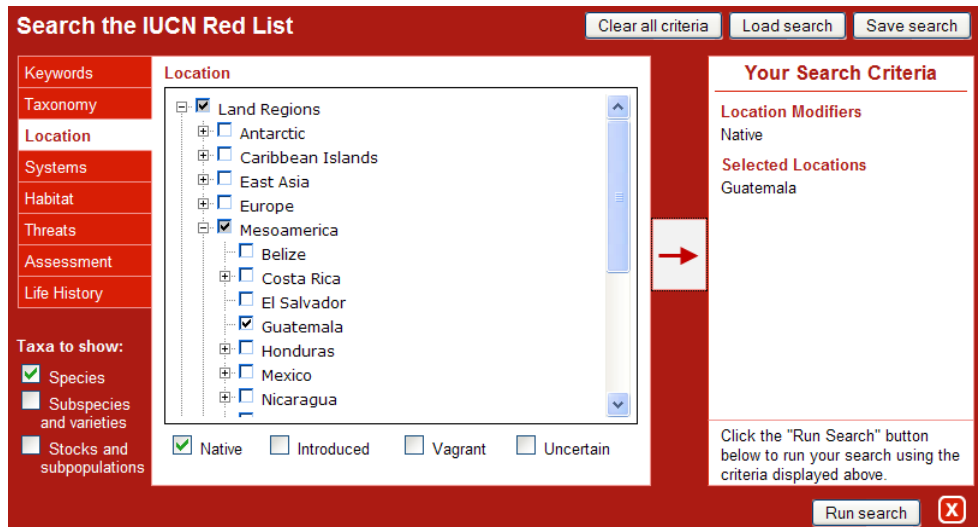 Search the IUCN Red List
Clear all criteria
Load search
Save search
Keywords
Taxonomy
Location
Systems
Habitat
Threats
Assessment
Life History
Taxa to show:
Species
Subspecies
and varieties
Stocks and
subpopulations
Location
Land Regions
Antarctic
Caribbean Islands
East Asia
Europe
Mesoamerica
Belize
Costa Rica
El Salvador
Guatemala
Honduras
Mexico
Nicaragua
Native
Introduced
Vagrant
Uncertain
Your Search Criteria
Location Modifiers
Native
Selected Locations
Guatemala
Click the "Run Search" button
below to run your search using the
criteria displayed above.
Run search
X